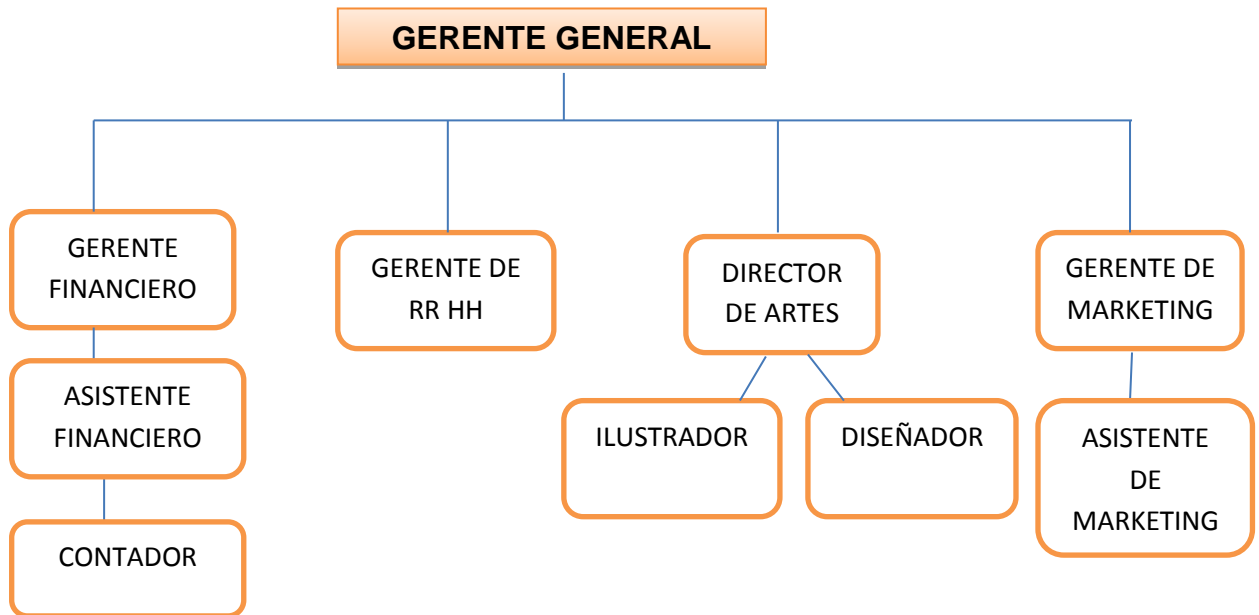 GERENTE GENERAL
GERENTE
FINANCIERO
GERENTE DE
RR HH
DIRECTOR
DE ARTES
GERENTE DE
MARKETING
ASISTENTE
FINANCIERO
ILUSTRADOR
DISEÑADOR
ASISTENTE
DE
MARKETING
CONTADOR